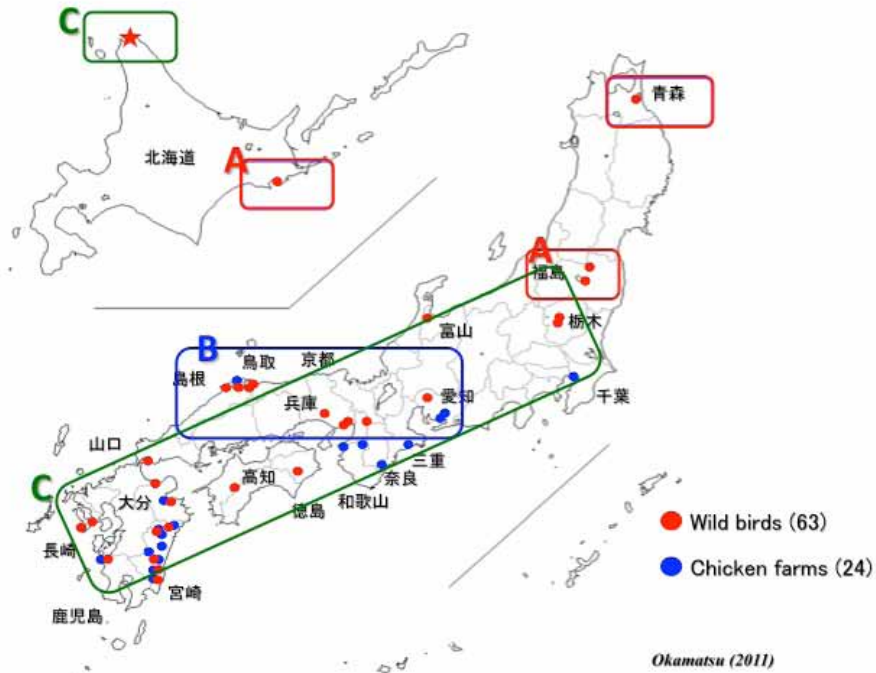 C
青森
北海道
A
A
福島
富山
栃木
B
鳥取
京都
島根
兵庫
愛知
千葉
山口
三重
奈良
C
大分
高知
和歌山
徳島
長崎
宮崎
鹿児島
Wild birds (63)
Chicken farms (24)
Okamatsu (2011)